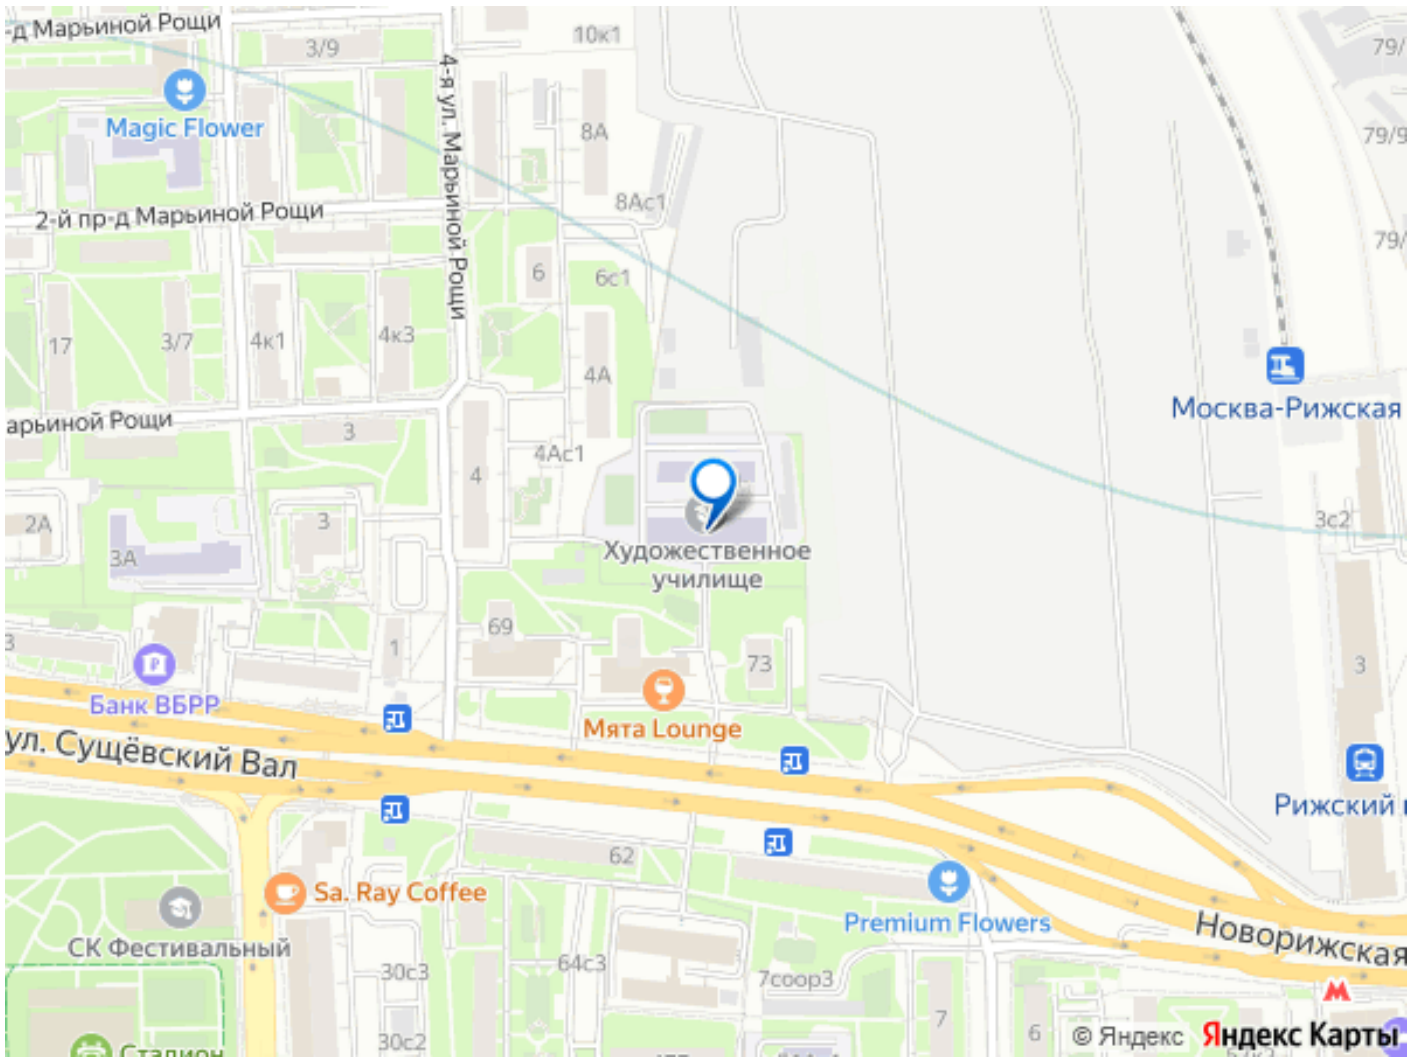 -д Марьиной Рощи
3/9
10к1
79/
4-я ул. Марьиной Рощи
Magic Flower
8А
79/9
8Ас1
2-й пр-д Марьиной Рощи
79/
6
6с1
17
3/7
4к1
4к3
4А
Москва-Рижская
арьиной Рощи
3
4Ас1
4
2А
3
3с2
3А
Художественное
училище
69
3
1
73
3
Банк ВБРР
Мята Lounge
ул. Сущёвский Вал
Рижский
62
Sa. Ray Coffee
Premium Flowers
Новорижская
СК Фестивальный
30с3
64с3
7соор3
7
6
30с2
Стадион
© Яндекс Яндекс Карты